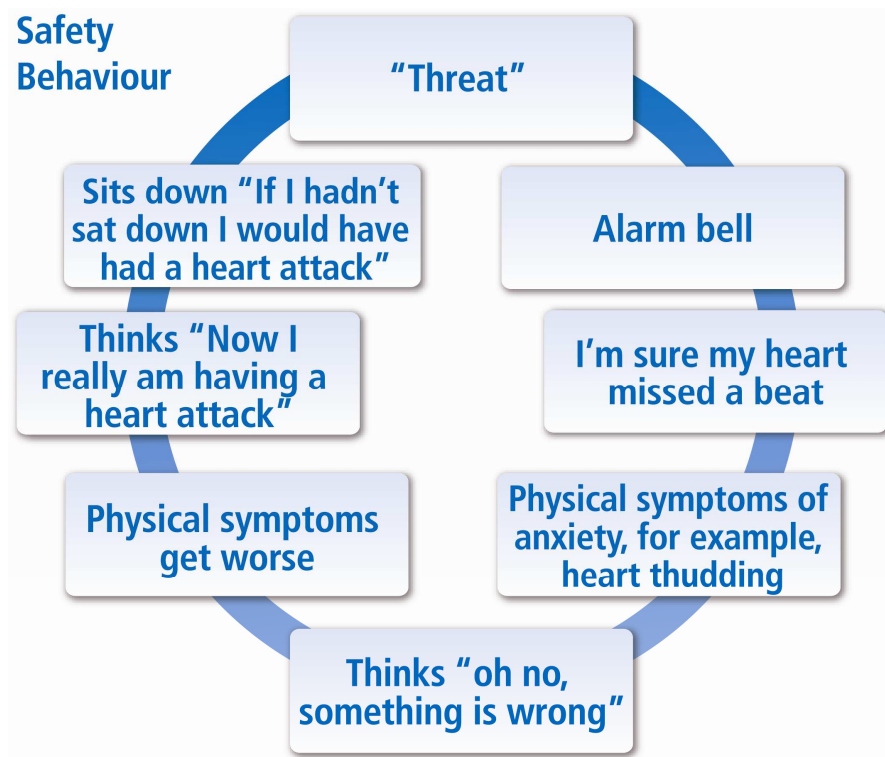 Safety
Behaviour
“Threat”
Alarm bell
I’m sure my heart
missed a beat
Physical symptoms of
anxiety, for example,
heart thudding
Thinks “oh no,
something is wrong”
Physical symptoms
get worse
Thinks “Now I
really am having a
heart attack”
Sits down “If I hadn’t
sat down I would have
had a heart attack”